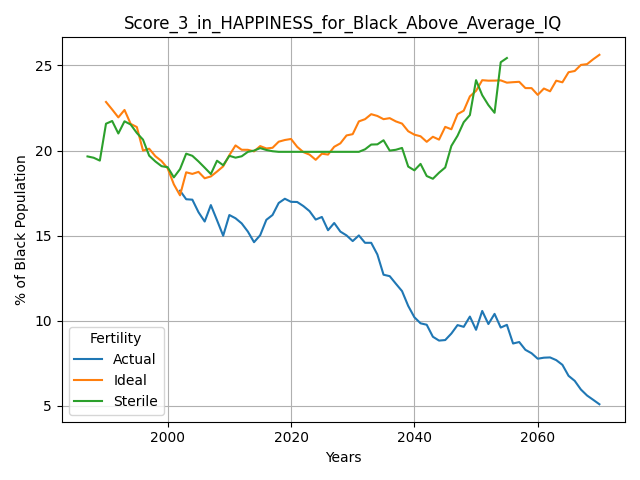 Score_3_in_HAPPINESS_for_Black_Above_Average_IQ
% of Black Population
25
20
15
10
5
Fertility
Actual
Ideal
Sterile
2000 2020 2040 2060
Years